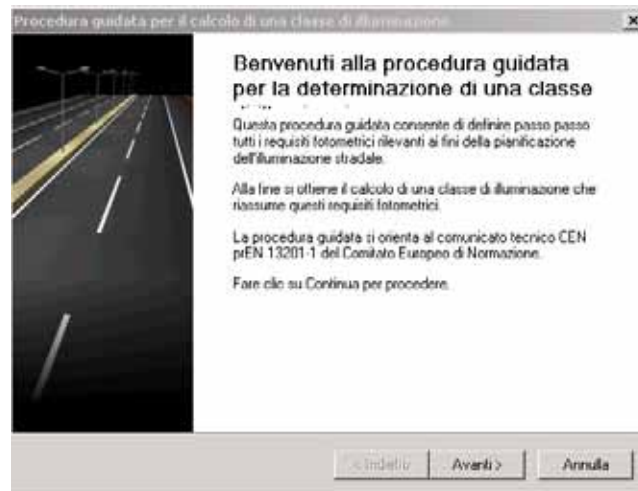 Procedura guidata per il calcolo di una classe di illuminazione
Benvenuti alla procedura guidata
per la determinazione di una classe
Questa procedura guidata consente di definire passo passo
tutti i requisiti fotometrici rilevanti ai fini della pianificazione
dell'illuminazione stradale.
Alla fine si ottiene il calcolo di una classe di illuminazione che
riassume questi requisiti fotometrici.
La procedura guidata si orienta al comunicato tecnico CEN
prEN 13201-1 del Comitato Europeo di Normazione.
Fare clic su Continua per procedere.
< Indietro
Avanti >
Annulla